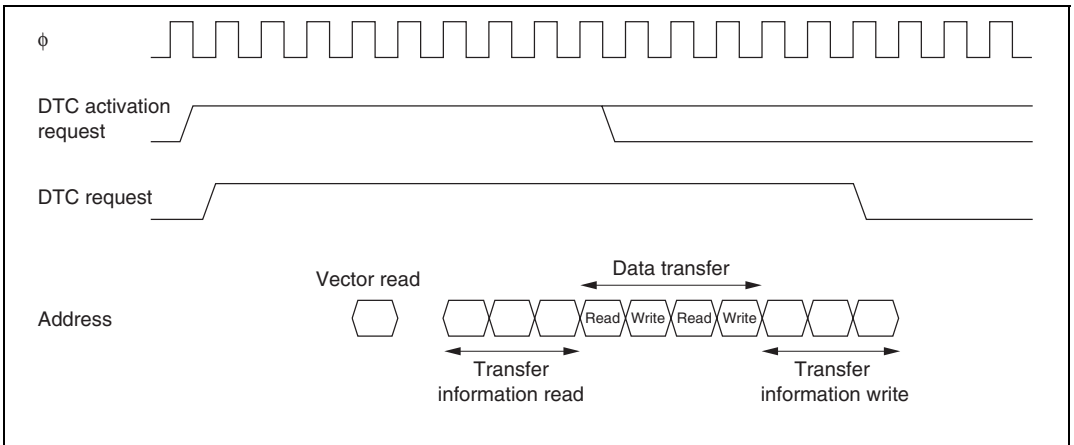 φ
DTC activation
request
DTC request
Data transfer
Vector read
Address
Read Write Read Write
Transfer
information read
Transfer
information write